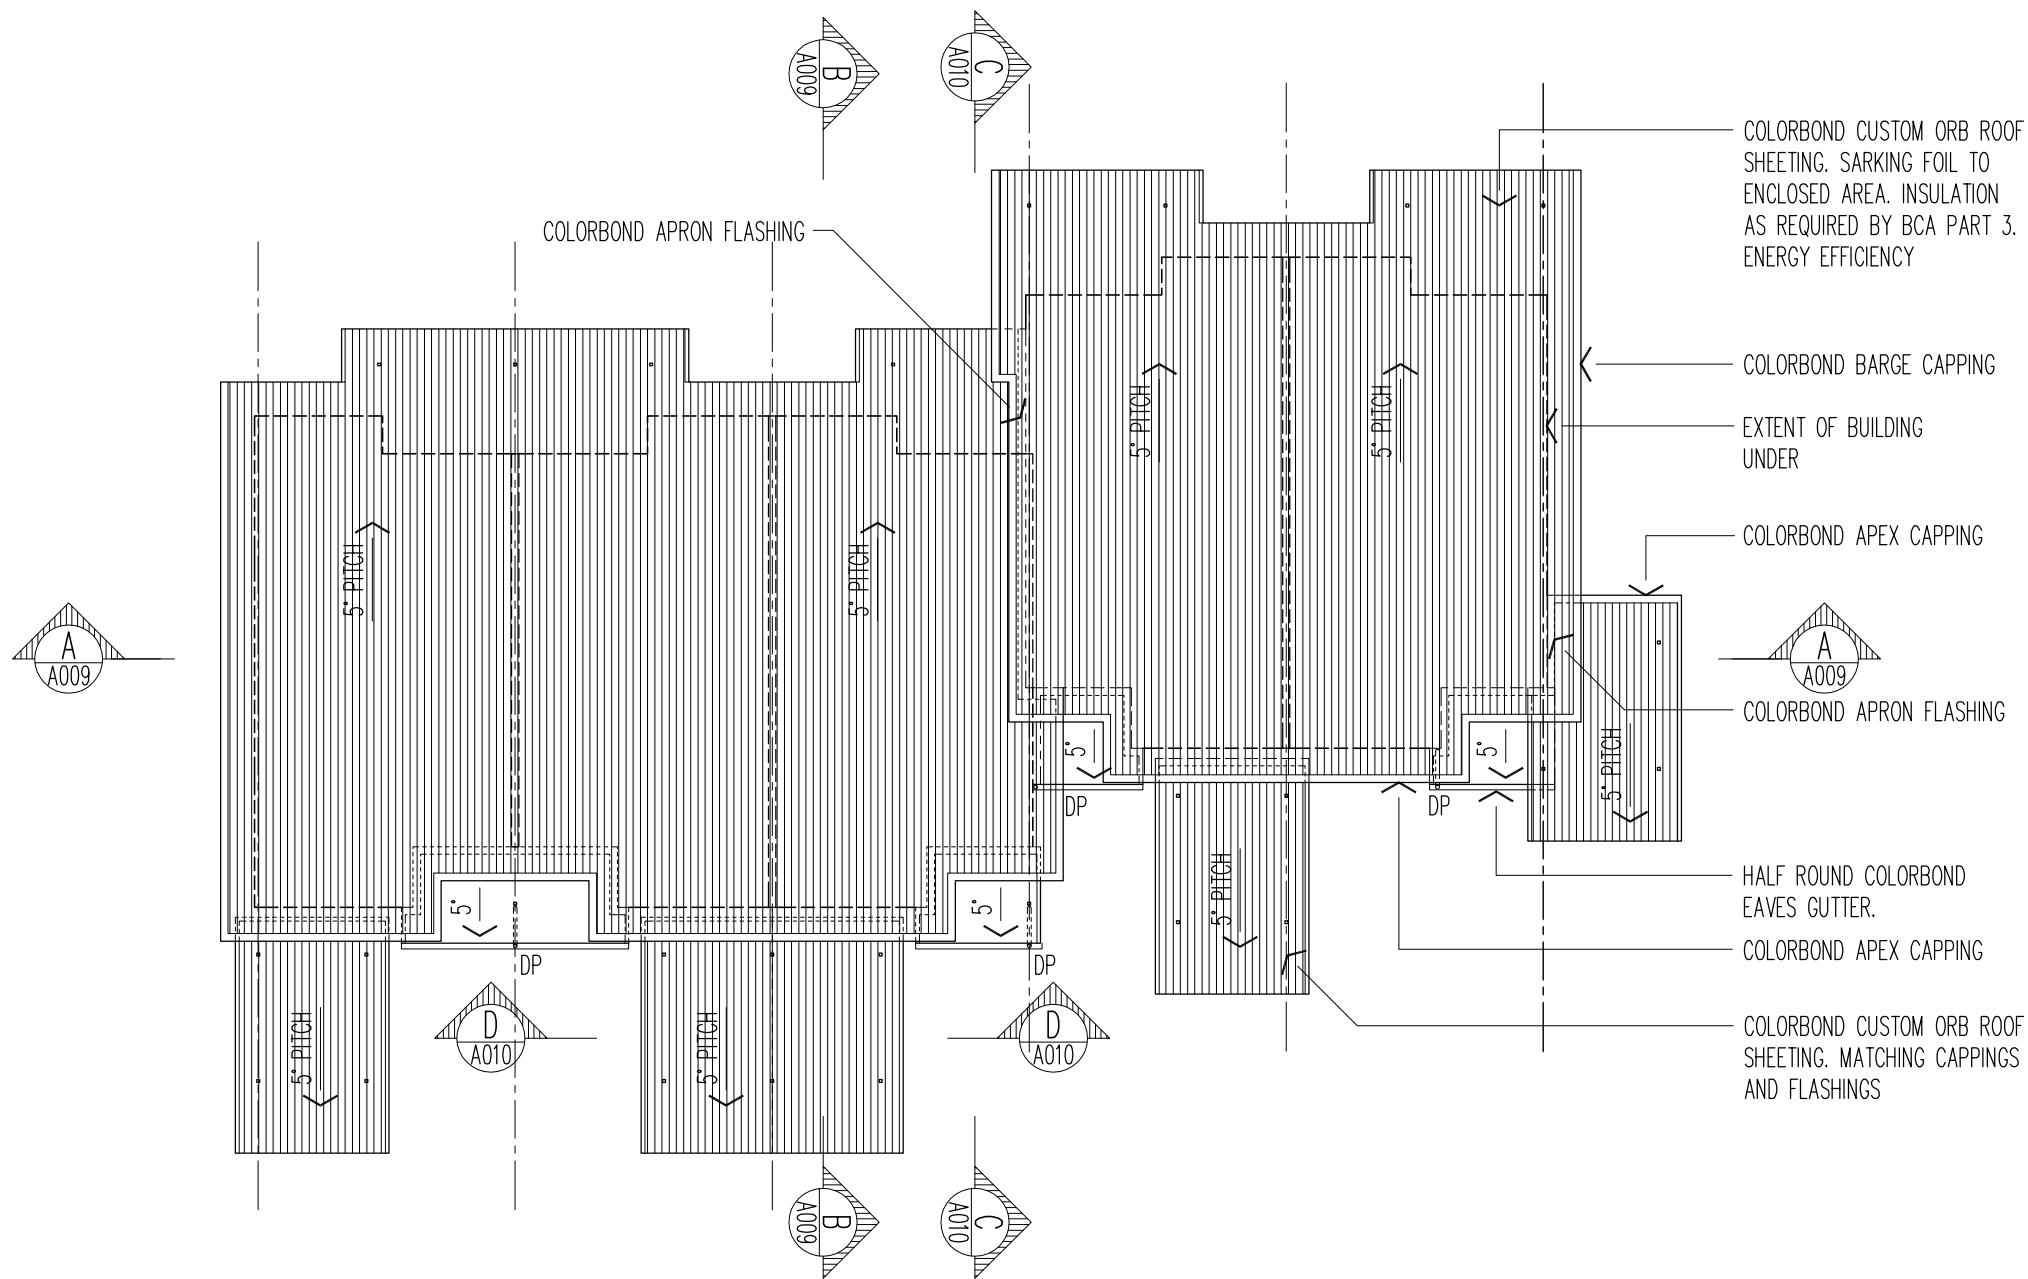 B
A009
C
A010
COLORBOND CUSTOM ORB ROOF
SHEETING. SARKING FOIL TO
ENCLOSED AREA. INSULATION
AS REQUIRED BY BCA PART 3.
ENERGY EFFICIENCY
COLORBOND APRON FLASHING
COLORBOND BARGE CAPPING
5° PITCH
5° PITCH
EXTENT OF BUILDING
UNDER
COLORBOND APEX CAPPING
5° PITCH
5° PITCH
A
A009
A
A009
COLORBOND APRON FLASHING
5°
5°
5° PITCH
DP
DP
HALF ROUND COLORBOND
EAVES GUTTER.
5° PITCH
5°
5°
COLORBOND APEX CAPPING
DP
DP
COLORBOND CUSTOM ORB ROOF
SHEETING. MATCHING CAPPINGS
AND FLASHINGS
D
A010
D
A010
5° PITCH
5° PITCH
B
A009
C
A010